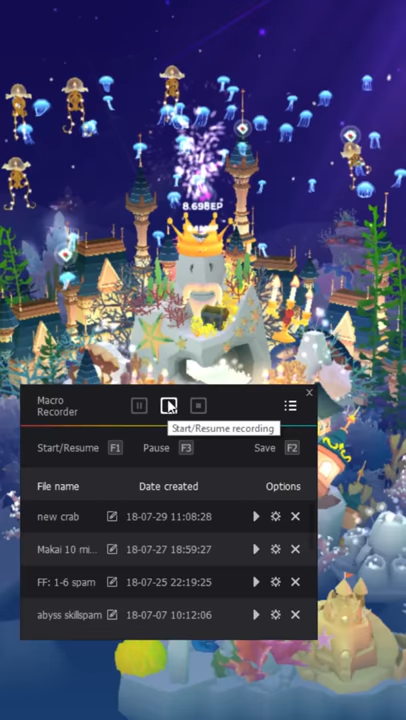 8.698EP
Macro
Recorder
Start/Resume recording
Start/Resume F1 Pause F3 Save F2
File name Date created Options
new crab 18-07-29 11:08:28
Makai 10 mi... 18-07-27 18:59:27
FF: 1-6 spam 18-07-25 22:19:25
abyss skillspam 18-07-07 10:12:06